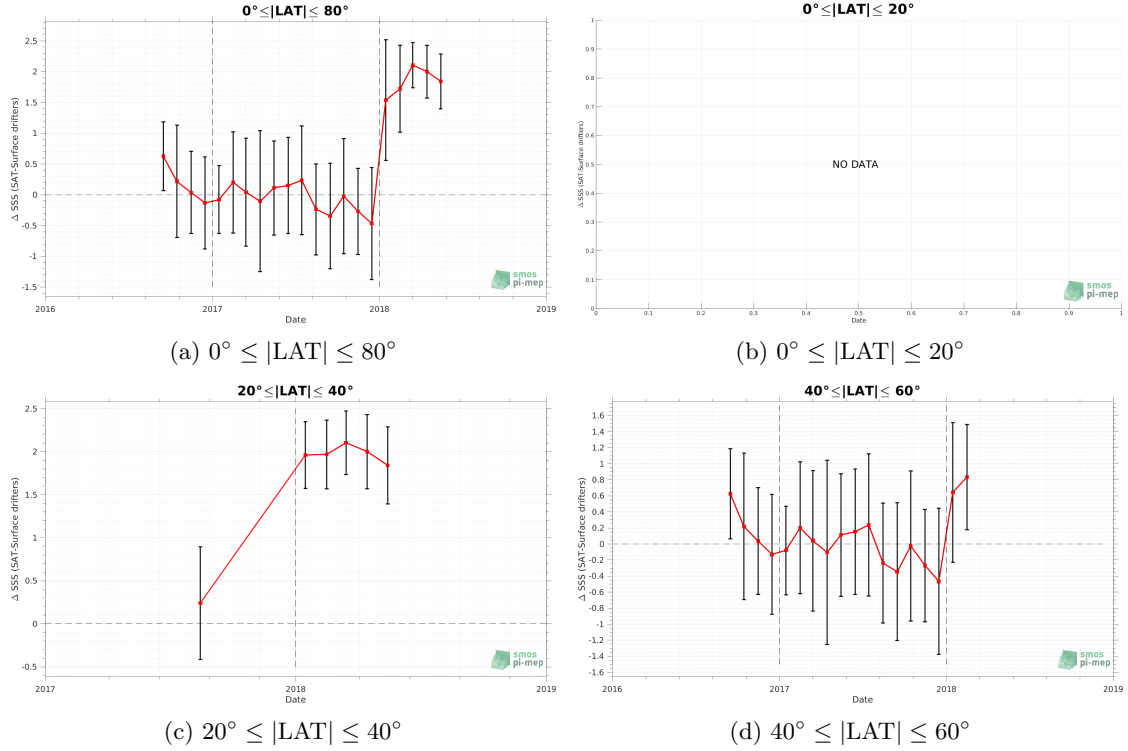 0°≤|LAT|≤ 80°
Δ SSS (SAT-Surface drifters)
2.5
2
1.5
1
0.5
0
-0.5
-1
-1.5
2016 2017 2018 2019
Date
smos
pi-mep
(a) 0° ≤ |LAT| ≤ 80°
0°≤|LAT|≤ 20°
Δ SSS (SAT-Surface drifters)
1
0.9
0.8
0.7
0.6
0.5
0.4
0.3
0.2
0.1
0
NO DATA
0 0.1 0.2 0.3 0.4 0.5 0.6 0.7 0.8 0.9 1
Date
smos
pi-mep
(b) 0° ≤ |LAT| ≤ 20°
20°≤|LAT|≤ 40°
Δ SSS (SAT-Surface drifters)
2.5
2
1.5
1
0.5
0
-0.5
2017 2018 2019
Date
smos
pi-mep
(c) 20° ≤ |LAT| ≤ 40°
40°≤|LAT|≤ 60°
Δ SSS (SAT-Surface drifters)
1.6
1.4
1.2
1
0.8
0.6
0.4
0.2
0
-0.2
-0.4
-0.6
-0.8
-1
-1.2
-1.4
-1.6
2016 2017 2018 2019
Date
smos
pi-mep
(d) 40° ≤ |LAT| ≤ 60°